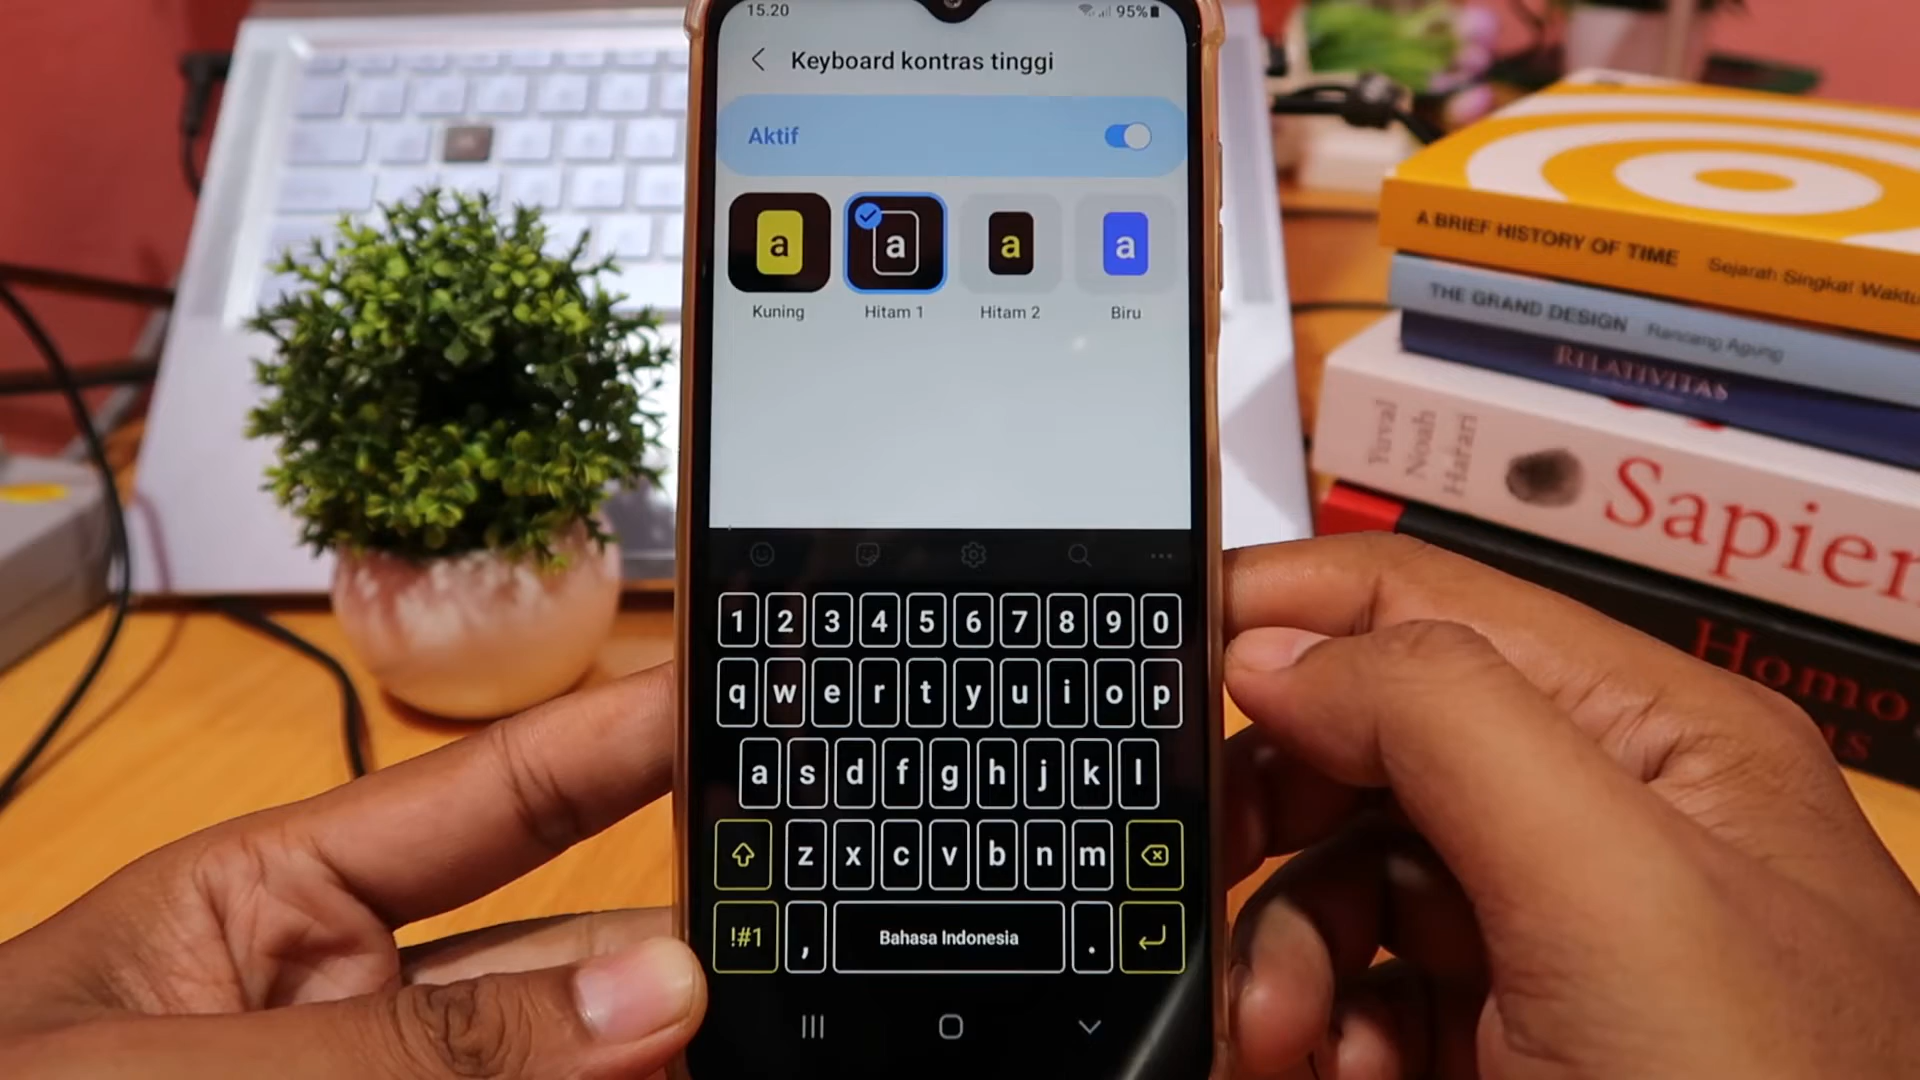 15.20
95%
Keyboard kontras tinggi
Aktif
a a a a
Kuning Hitam 1 Hitam 2 Biru
1 2 3 4 5 6 7 8 9 0
q w e r t y u i o p
a s d f g h j k l
z x c v b n m
!#1 , Bahasa Indonesia .
A BRIEF HISTORY OF TIME Sejarah Singkat Waktu
THE GRAND DESIGN Rancang Agung
RELATIVITAS
Yuval
Noah
Harari
Sapien
Homo